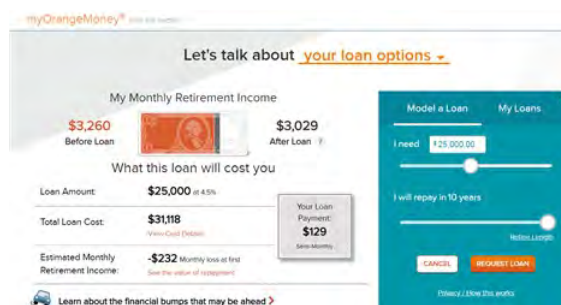 myOrangeMoney®
Let's talk about your loan options
My Monthly Retirement Income
$3,260
Before Loan
$3,029
After Loan ?
What this loan will cost you
Loan Amount: $25,000 at 4.5%
Total Loan Cost: $31,118
View Cost Details
Your Loan
Payment:
$129
Semi-Monthly
Estimated Monthly
Retirement Income:
-$232 Monthly loss at first
See the value of repayment
Learn about the financial bumps that may be ahead >
Model a Loan
My Loans
I need $25,000.00
I will repay in 10 years
CANCEL
REQUEST LOAN
Privacy / How this works